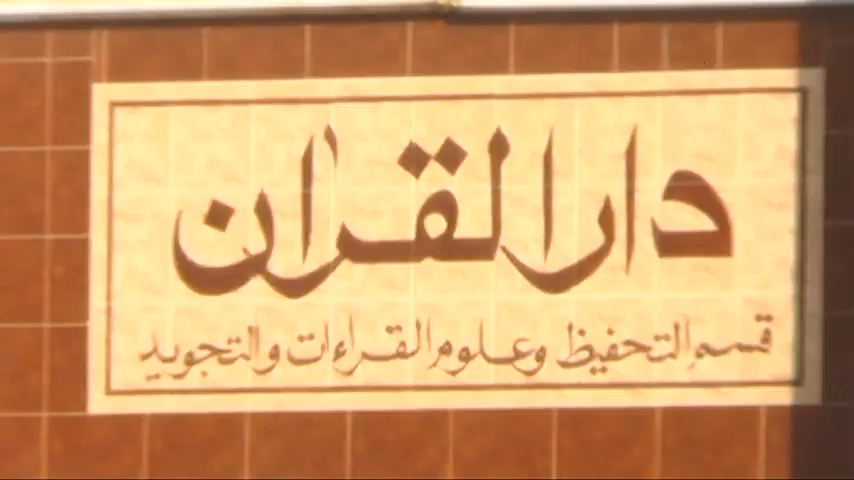 دار القران
قسم التحفيظ وعلوم القراءات والتجويد